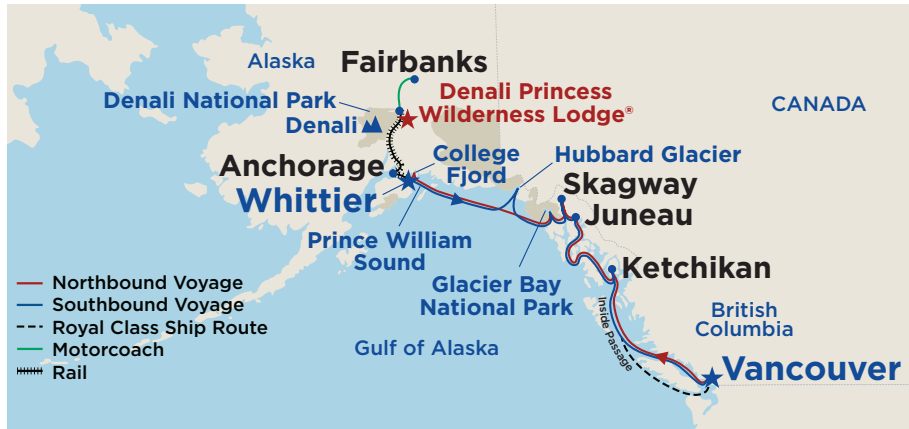 Alaska
Fairbanks
Denali National Park
Denali
Denali Princess
Wilderness Lodge®
CANADA
Anchorage
Whittier
College
Fjord
Hubbard Glacier
Skagway
Juneau
Prince William
Sound
Glacier Bay
National Park
Ketchikan
Northbound Voyage
Southbound Voyage
Royal Class Ship Route
Motorcoach
Rail
Gulf of Alaska
Inside Passage
British
Columbia
Vancouver